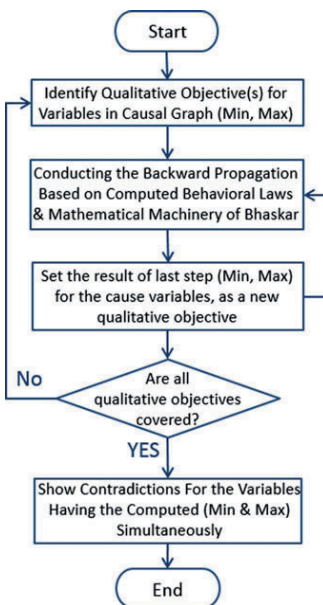 Start
Identify Qualitative Objective(s) for
Variables in Causal Graph (Min, Max)
Conducting the Backward Propagation
Based on Computed Behavioral Laws
& Mathematical Machinery of Bhaskar
Set the result of last step (Min, Max)
for the cause variables, as a new
qualitative objective
No
Are all
qualitative objectives
covered?
YES
Show Contradictions For the Variables
Having the Computed (Min & Max)
Simultaneously
End